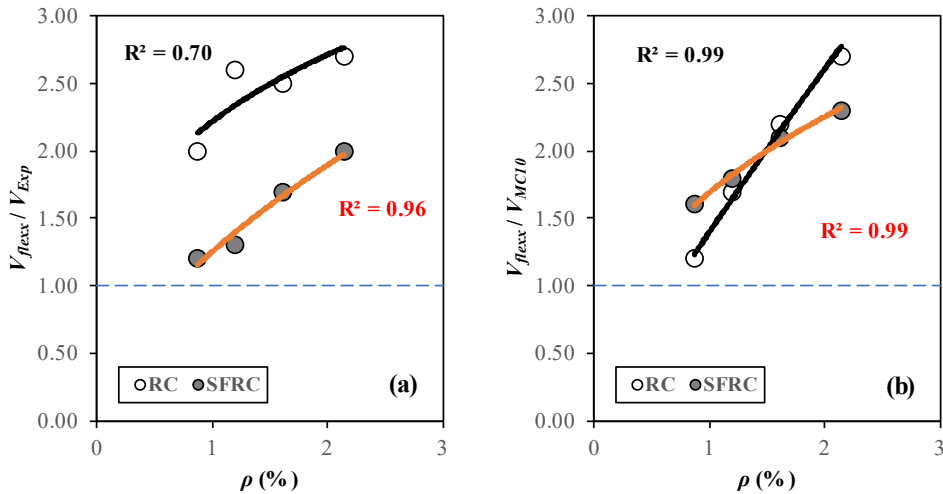 3.00
2.50
2.00
1.50
1.00
0.50
0.00
V_flexx / V_Exp
R² = 0.70
R² = 0.96
RC SFRC
(a)
0 1 2 3
ρ (%)
3.00
2.50
2.00
1.50
1.00
0.50
0.00
V_flexx / V_MC10
R² = 0.99
R² = 0.99
RC SFRC
(b)
0 1 2 3
ρ (%)